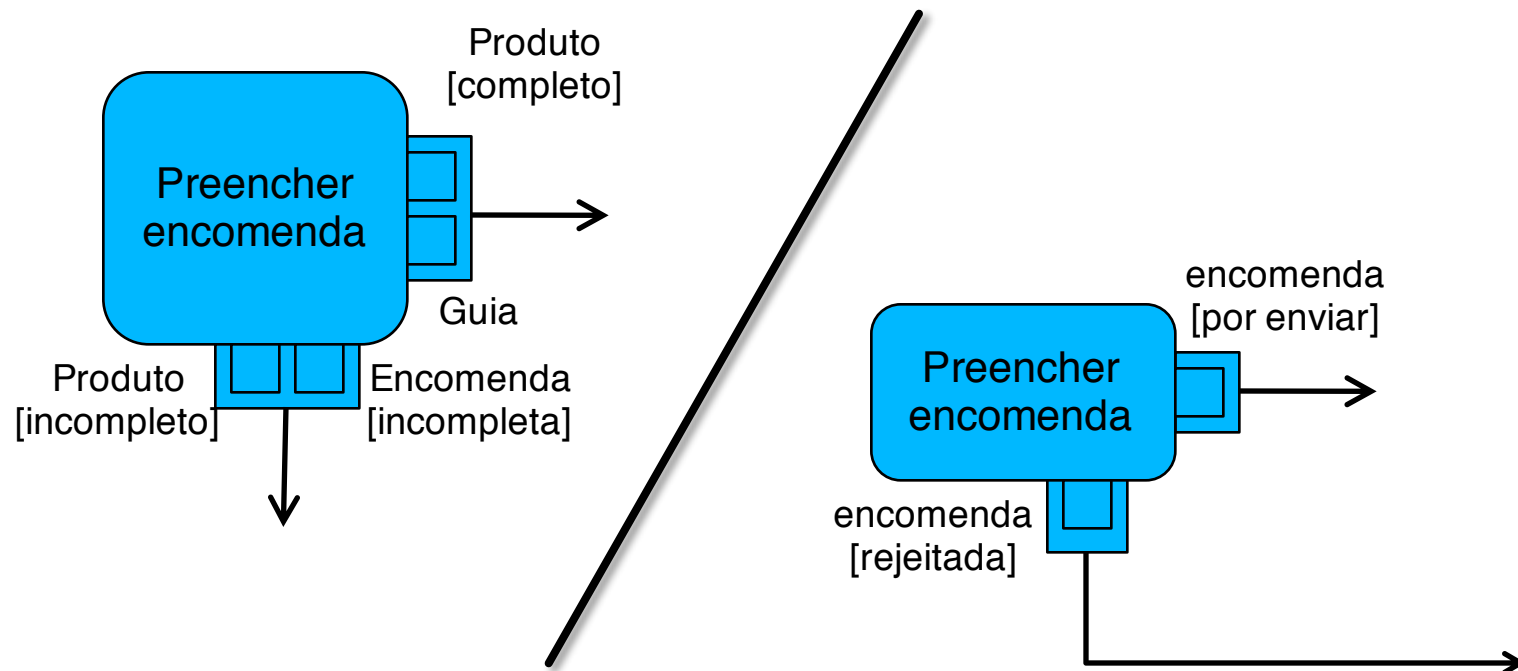 Produto
[completo]
Preencher
encomenda
Guia
Produto
[incompleto]
Encomenda
[incompleta]
encomenda
[por enviar]
Preencher
encomenda
encomenda
[rejeitada]